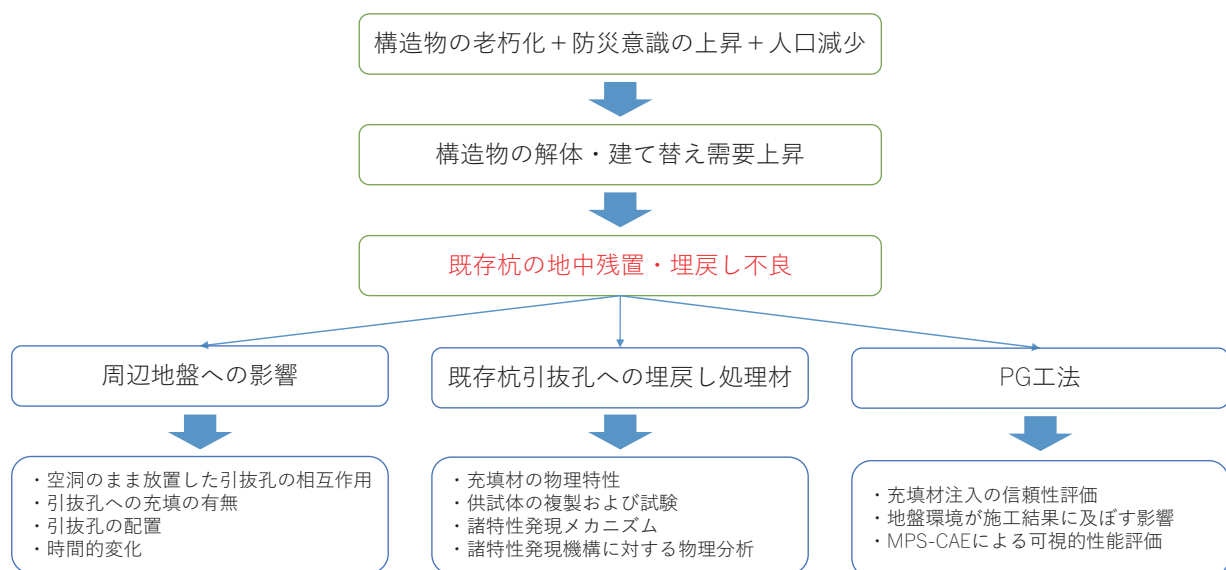 構造物の老朽化＋防災意識の上昇＋人口減少
構造物の解体・建て替え需要上昇
既存杭の地中残置・埋戻し不良
周辺地盤への影響
既存杭引抜孔への埋戻し処理材
PG工法
・空洞のまま放置した引抜孔の相互作用
・引抜孔への充填の有無
・引抜孔の配置
・時間的変化
・充填材の物理特性
・供試体の複製および試験
・諸特性発現メカニズム
・諸特性発現機構に対する物理分析
・充填材注入の信頼性評価
・地盤環境が施工結果に及ぼす影響
・MPS-CAEによる可視的性能評価